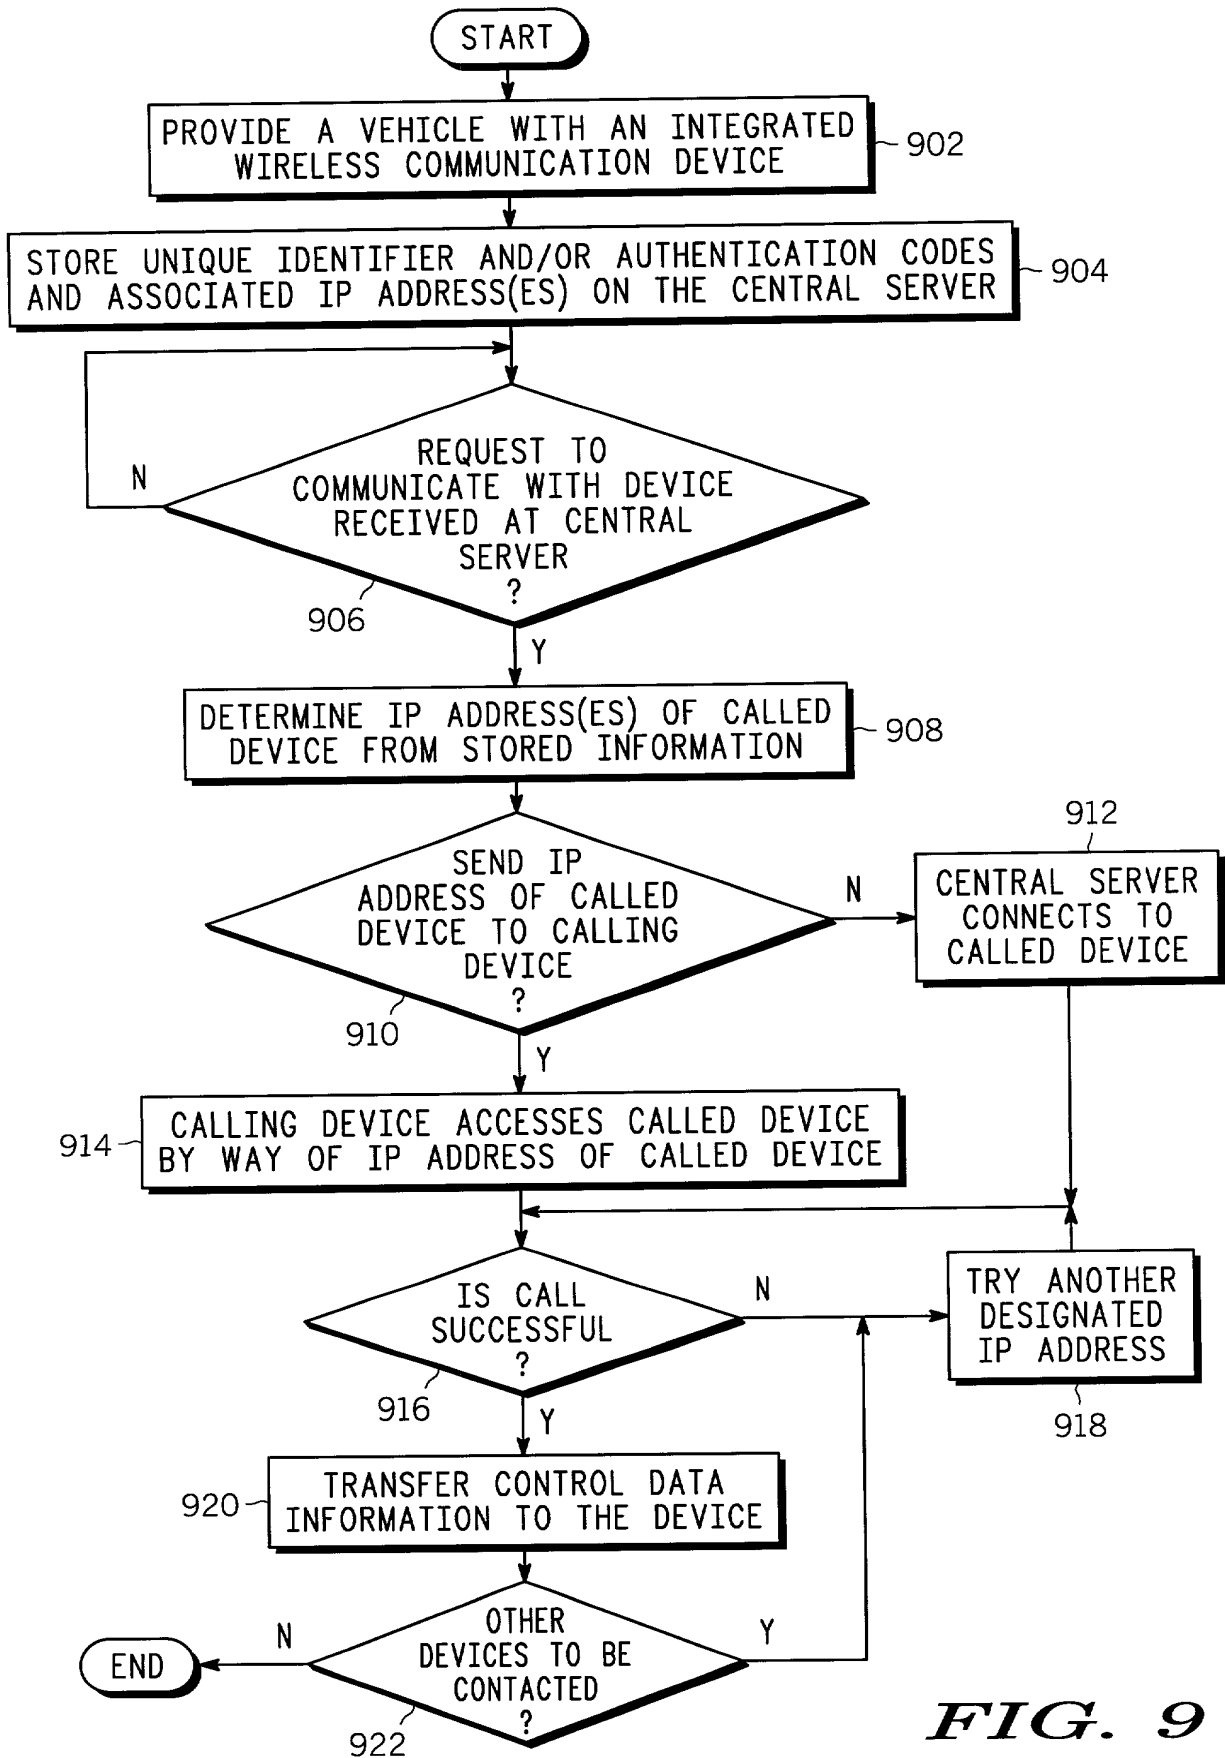 START
PROVIDE A VEHICLE WITH AN INTEGRATED
WIRELESS COMMUNICATION DEVICE
902
STORE UNIQUE IDENTIFIER AND/OR AUTHENTICATION CODES
AND ASSOCIATED IP ADDRESS(ES) ON THE CENTRAL SERVER
904
REQUEST TO
COMMUNICATE WITH DEVICE
RECEIVED AT CENTRAL
SERVER
?
N
906
Y
DETERMINE IP ADDRESS(ES) OF CALLED
DEVICE FROM STORED INFORMATION
908
SEND IP
ADDRESS OF CALLED
DEVICE TO CALLING
DEVICE
?
910
N
912
CENTRAL SERVER
CONNECTS TO
CALLED DEVICE
Y
914
CALLING DEVICE ACCESSES CALLED DEVICE
BY WAY OF IP ADDRESS OF CALLED DEVICE
IS CALL
SUCCESSFUL
?
916
N
TRY ANOTHER
DESIGNATED
IP ADDRESS
918
Y
920
TRANSFER CONTROL DATA
INFORMATION TO THE DEVICE
OTHER
DEVICES TO BE
CONTACTED
?
922
Y
N
END
FIG. 9